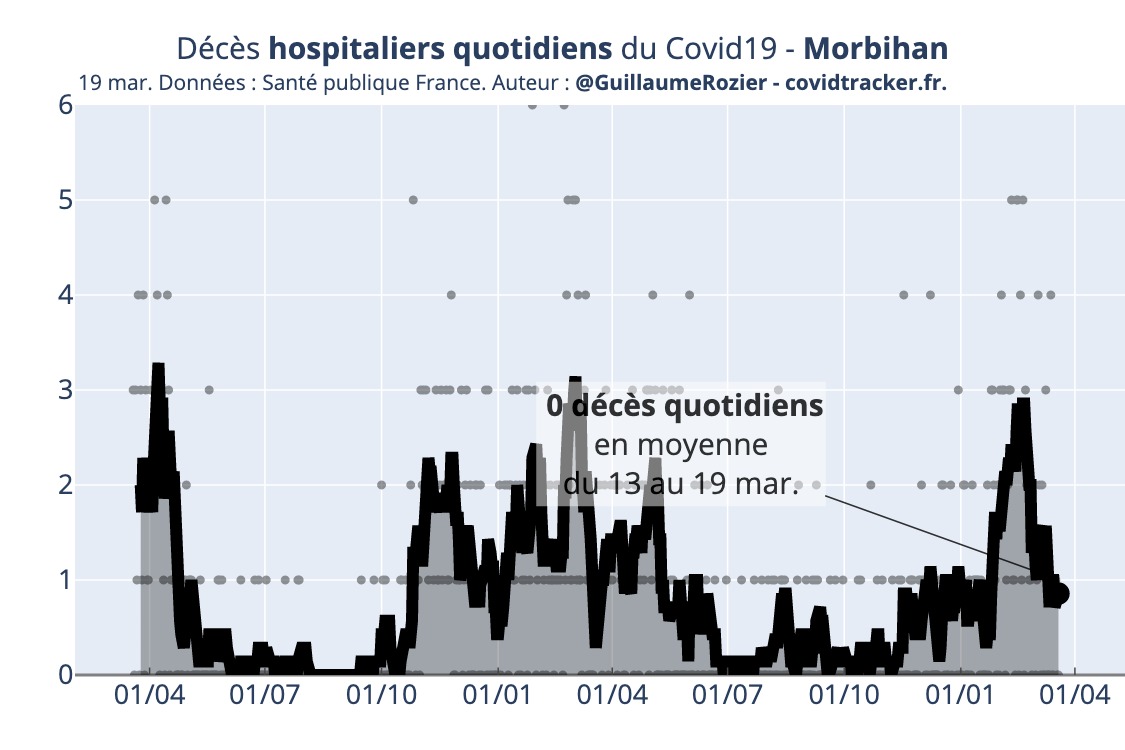 Décès hospitaliers quotidiens du Covid19 - Morbihan
19 mar. Données : Santé publique France. Auteur : @GuillaumeRozier - covidtracker.fr.
6
5
4
3
2
1
0
0 décès quotidiens
en moyenne
du 13 au 19 mar.
01/04 01/07 01/10 01/01 01/04 01/07 01/10 01/01 01/04